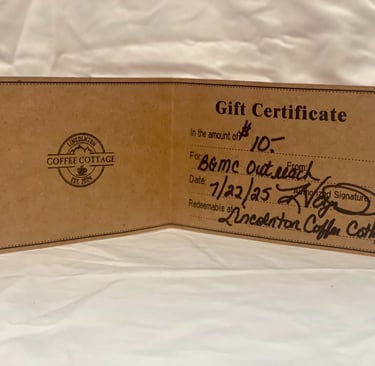 LINCOLNTON
COFFEE COTTAGE
Gift Certificate
In the amount of $ 10.-
For BGMC Outreach From
Date: 7/22/25
Authorized Signature
Redeemable at Lincolnton Coffee